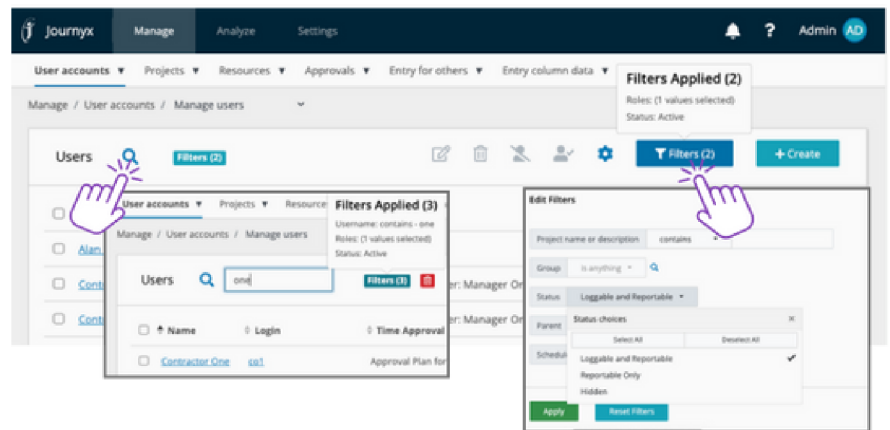 Journyx Manage Analyze Settings ? Admin AD
User accounts ▼ Projects ▼ Resources ▼ Approvals ▼ Entry for others ▼ Entry column data ▼
Filters Applied (2)
Roles: (1 values selected)
Status: Active
Manage / User accounts / Manage users
Users Filters (2) Filters (2) + Create
Alan
Cont
Cont
er: Manager On
er: Manager On
User accounts ▼ Projects ▼ Resource
Filters Applied (3)
Username: contains - one
Roles: (1 values selected)
Status: Active
Manage / User accounts / Manage users
Users one Filters (3)
Name Login Time Approval
Contractor One co1 Approval Plan for
Edit Filters
Project name or description contains
Group is anything
Status Loggable and Reportable
Parent Status choices ×
Select All Deselect All
Schedul Loggable and Reportable ✔
Reportable Only
Hidden
Apply Reset Filters